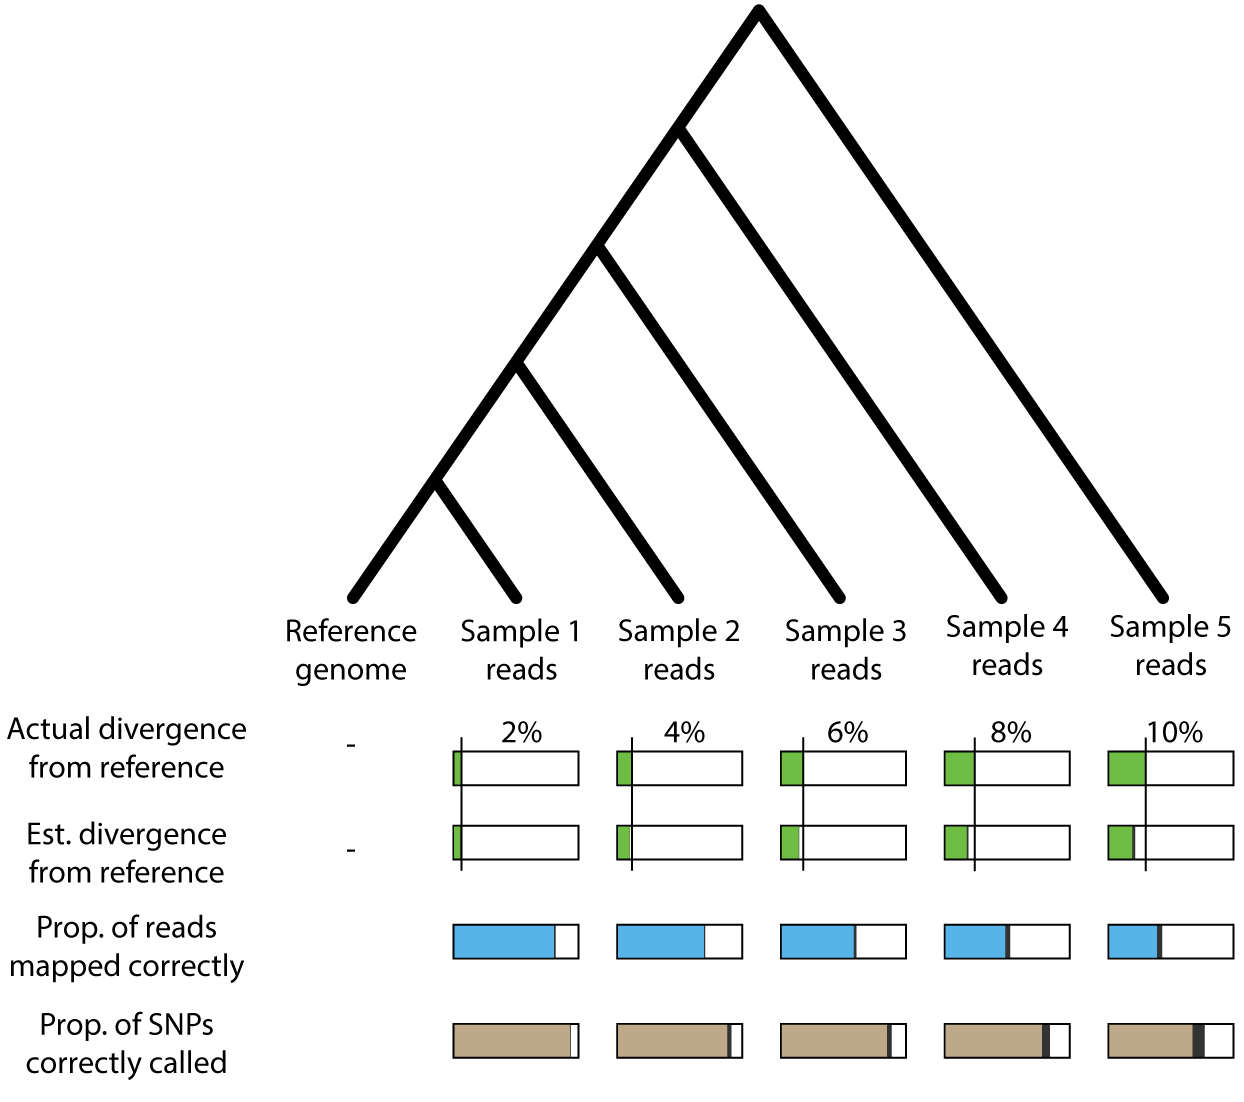 Reference
genome
Sample 1
reads
Sample 2
reads
Sample 3
reads
Sample 4
reads
Sample 5
reads
Actual divergence
from reference
-
2%
4%
6%
8%
10%
Est. divergence
from reference
-
Prop. of reads
mapped correctly
Prop. of SNPs
correctly called